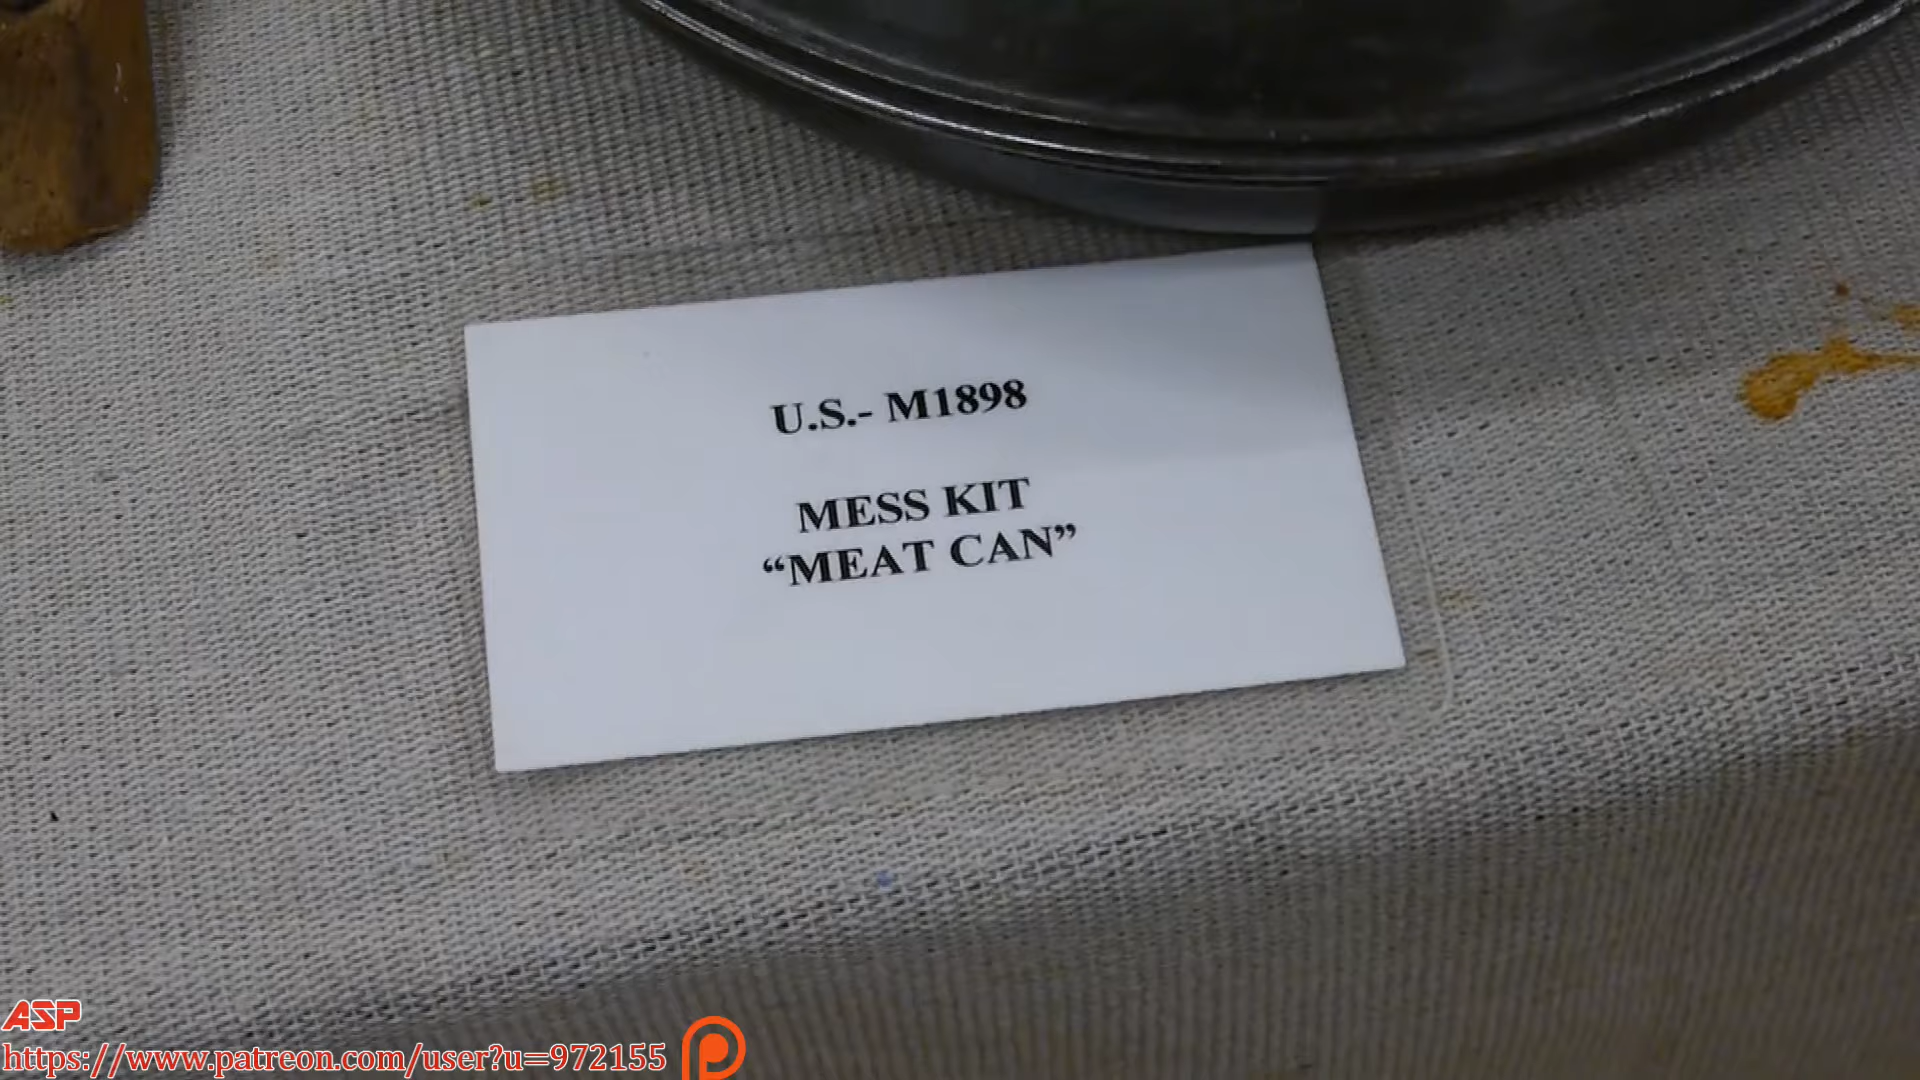 U.S.- M1898
MESS KIT
“MEAT CAN”
ASP
https://www.patreon.com/user?u=972155